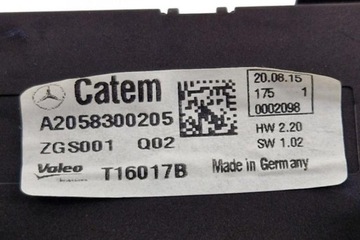 Catem
A2058300205
ZGS001 Q02
Valeo T16017B
20.08.15
175 1
0002098
HW 2.20
SW 1.02
Made in Germany